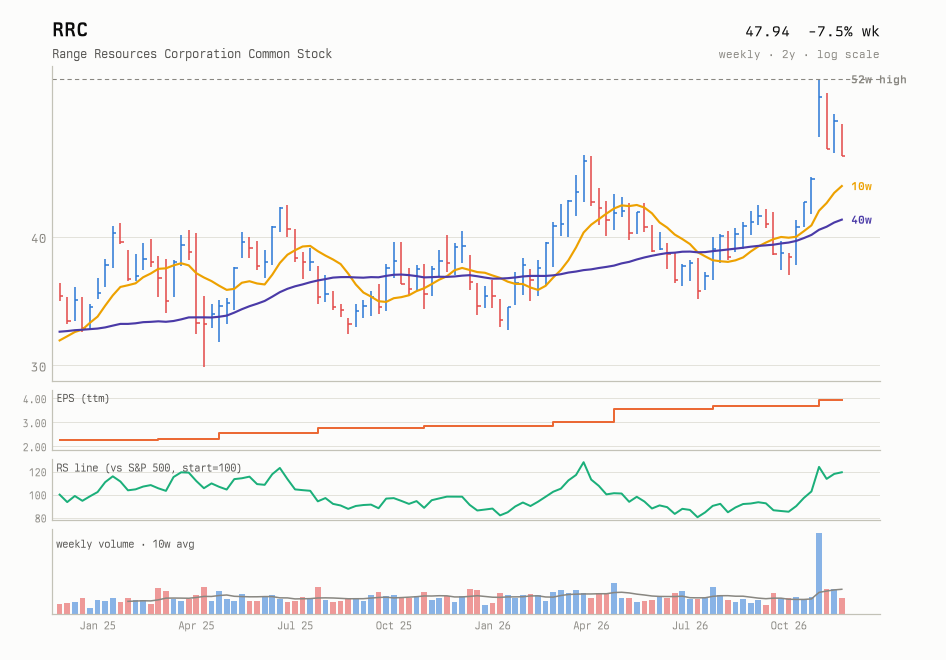 RRC
47.94 -7.5% wk
Range Resources Corporation Common Stock
weekly · 2y · log scale
52w high
10w
40w
40
30
EPS (ttm)
4.00
3.00
2.00
RS line (vs S&P 500, start=100)
120
100
80
weekly volume · 10w avg
Jan 25 Apr 25 Jul 25 Oct 25 Jan 26 Apr 26 Jul 26 Oct 26